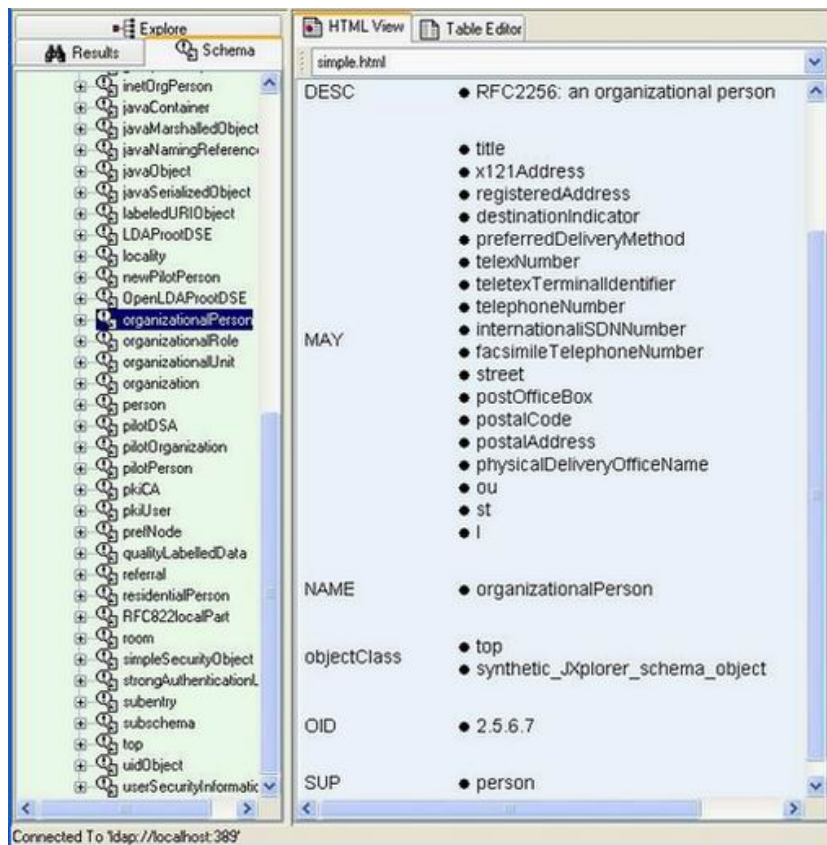 Explore
Results
Schema
inetOrgPerson
javaContainer
javaMarshalledObject
javaNamingReference
javaObject
javaSerializedObject
labeledURIObject
LDAProotDSE
locality
newPilotPerson
OpenLDAProotDSE
organizationalPerson
organizationalRole
organizationalUnit
organization
person
pilotDSA
pilotOrganization
pilotPerson
pkiCA
pkiUser
prefNode
qualityLabelledData
referral
residentialPerson
RFC822localPart
room
simpleSecurityObject
strongAuthenticationL
subentry
subschema
top
uidObject
userSecurityInformatic
HTML View
Table Editor
simple.html
DESC
● RFC2256: an organizational person
MAY
● title
● x121Address
● registeredAddress
● destinationIndicator
● preferredDeliveryMethod
● telexNumber
● teletexTerminalIdentifier
● telephoneNumber
● internationaliSDNNumber
● facsimileTelephoneNumber
● street
● postOfficeBox
● postalCode
● postalAddress
● physicalDeliveryOfficeName
● ou
● st
● l
NAME
● organizationalPerson
objectClass
● top
● synthetic_JXplorer_schema_object
OID
● 2.5.6.7
SUP
● person
Connected To 'ldap://localhost:389'